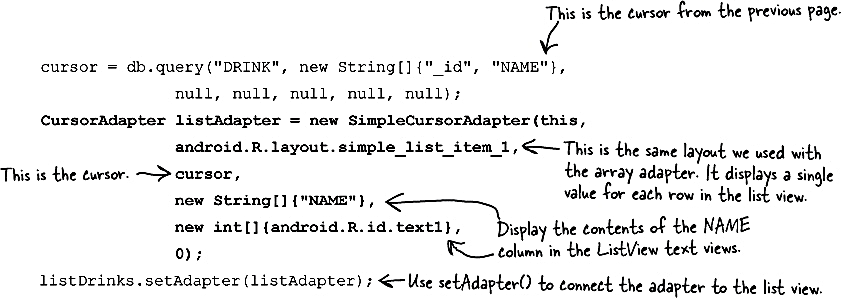 This is the cursor from the previous page.
cursor = db.query("DRINK", new String[]{"_id", "NAME"},
null, null, null, null, null);
CursorAdapter listAdapter = new SimpleCursorAdapter(this,
android.R.layout.simple_list_item_1,
This is the same layout we used with
the array adapter. It displays a single
value for each row in the list view.
This is the cursor.
cursor,
new String[]{"NAME"},
new int[]{android.R.id.text1},
Display the contents of the NAME
column in the ListView text views.
0);
listDrinks.setAdapter(listAdapter);
Use setAdapter() to connect the adapter to the list view.